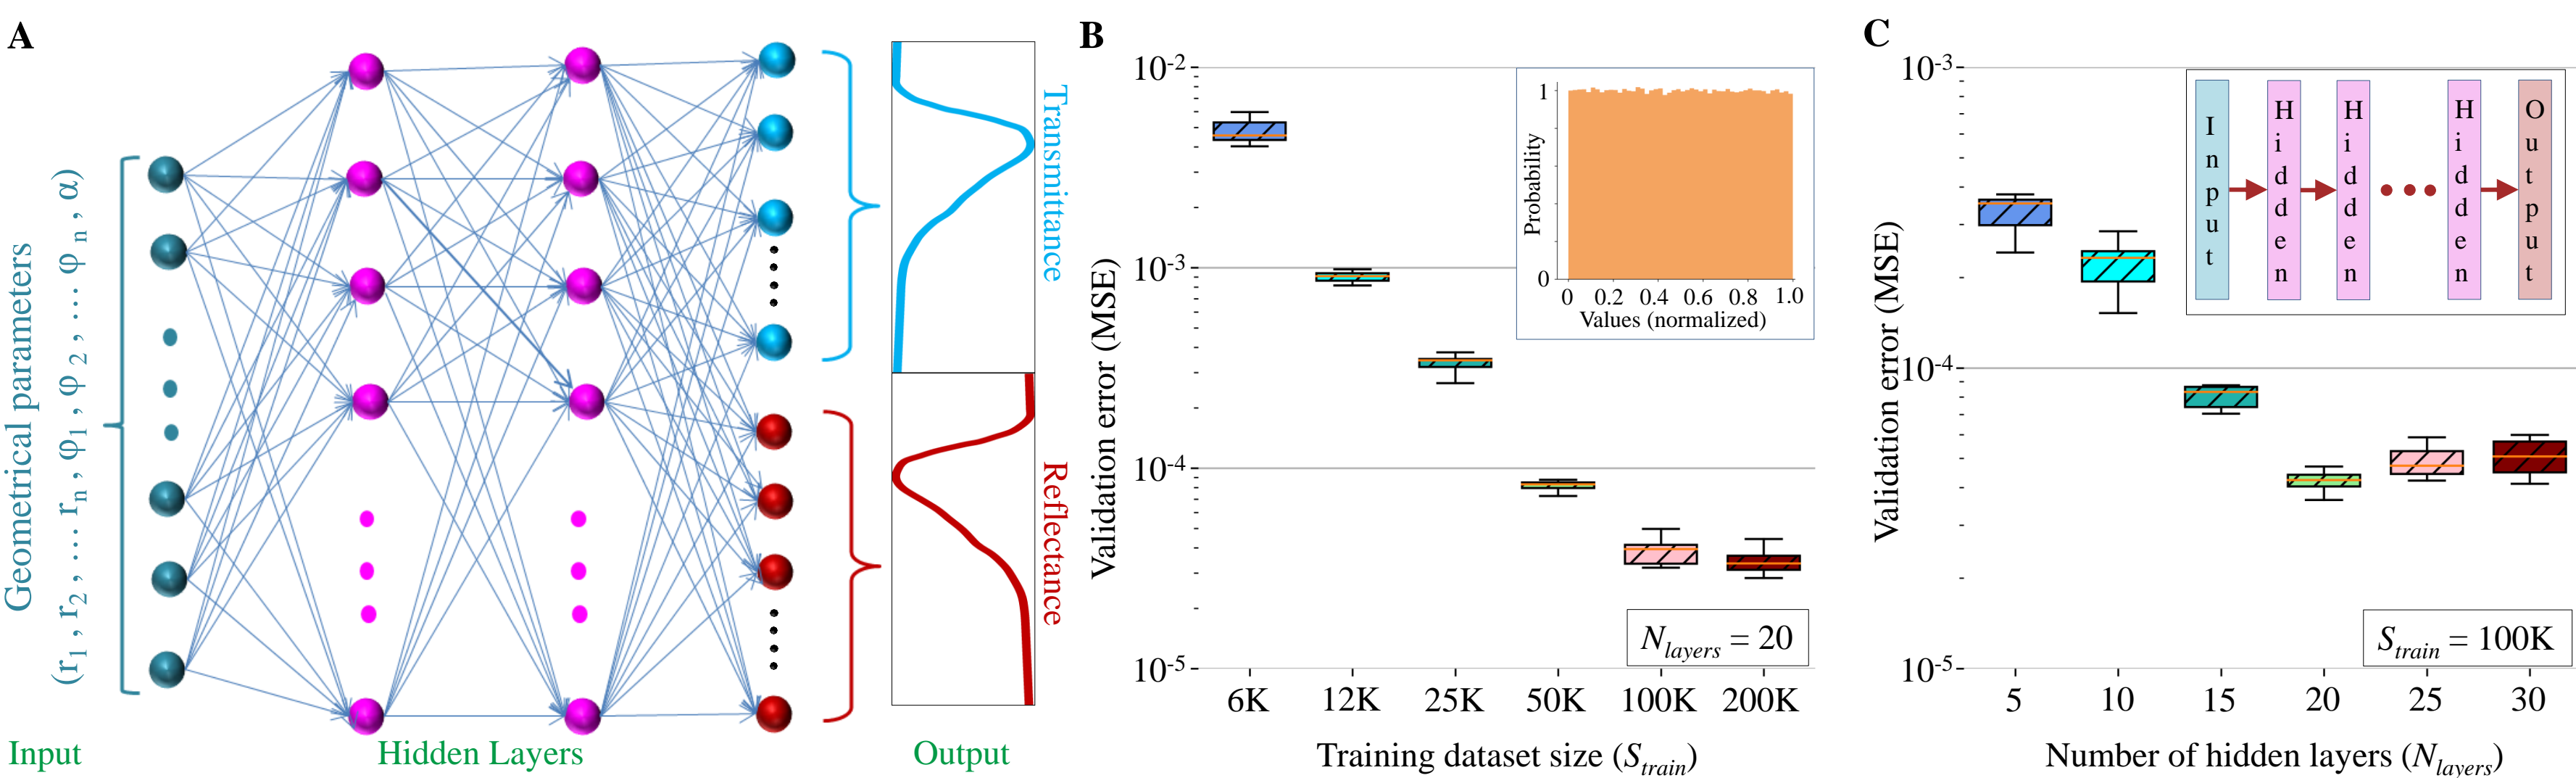 A
Geometrical parameters
(r1 , r2 , ... rn , φ1 , φ2 , ... φn , α)
Transmittance
Reflectance
Input
Hidden Layers
Output
B
Validation error (MSE)
10-2
10-3
10-4
10-5
Probability
1
0
0 0.2 0.4 0.6 0.8 1.0
Values (normalized)
Nlayers = 20
6K 12K 25K 50K 100K 200K
Training dataset size (Strain)
C
Validation error (MSE)
10-3
10-4
10-5
Input
Hidden
Hidden
Hidden
Output
Strain = 100K
5 10 15 20 25 30
Number of hidden layers (Nlayers)